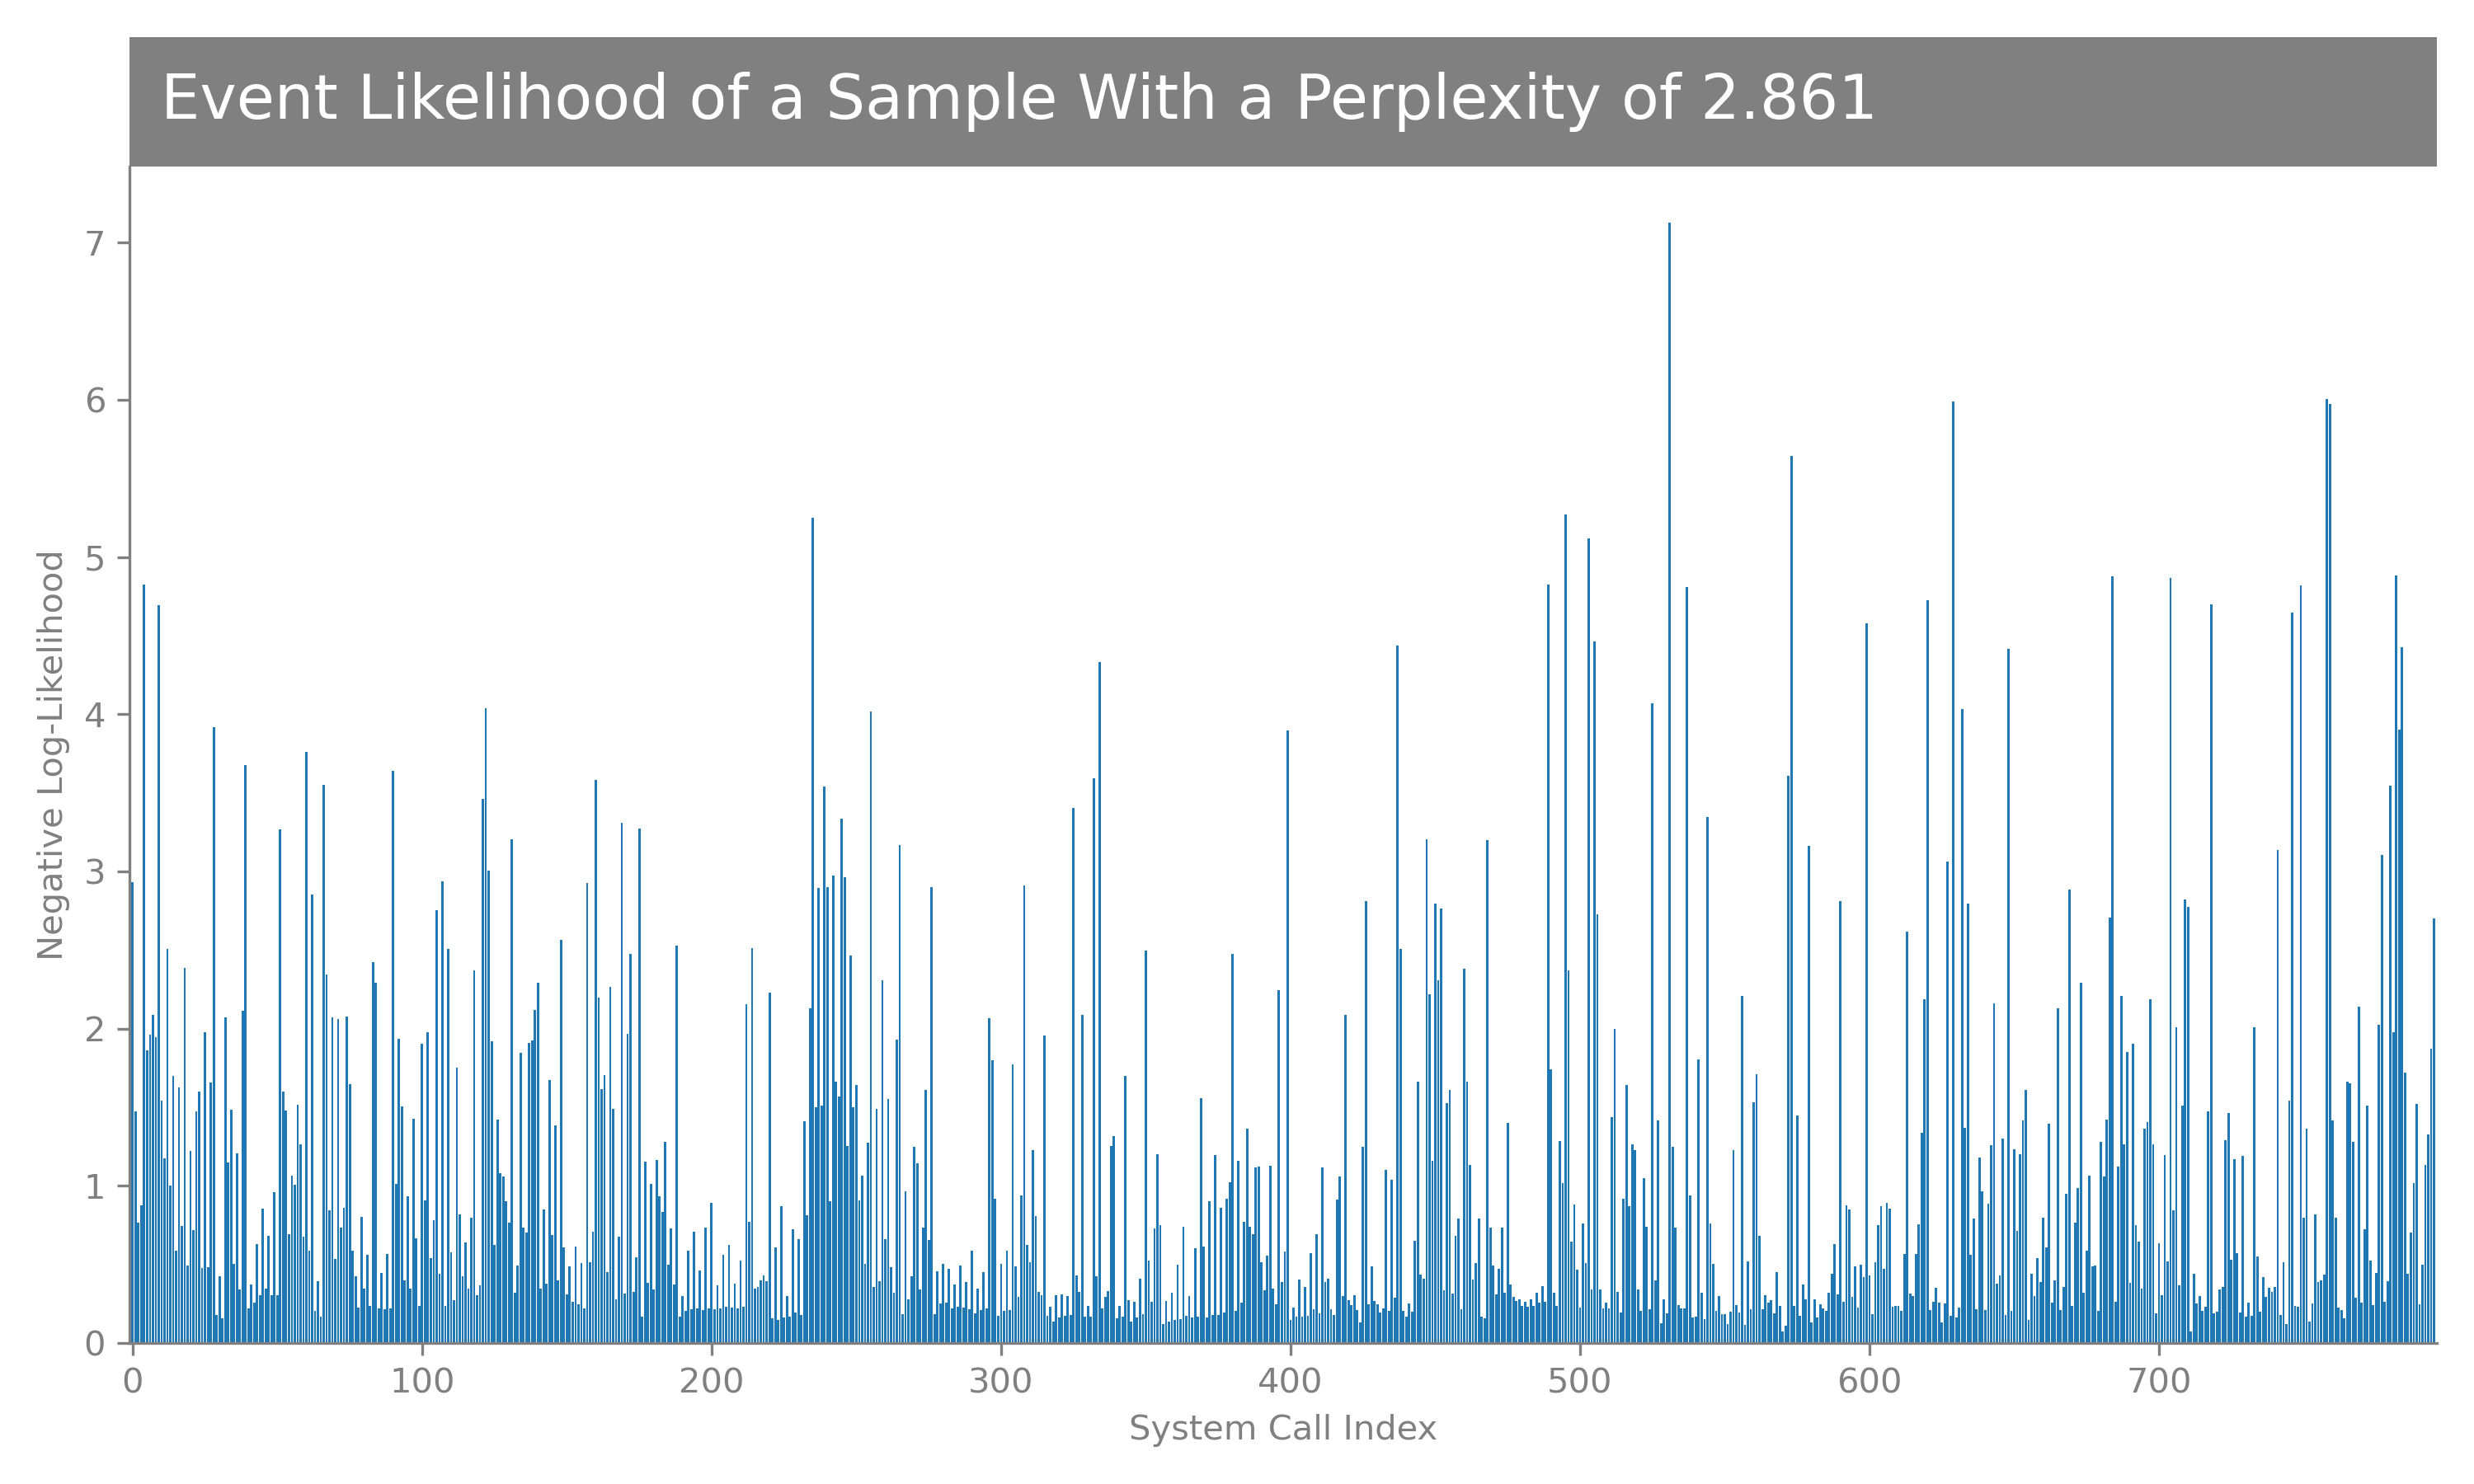 Event Likelihood of a Sample With a Perplexity of 2.861
Negative Log-Likelihood
7
6
5
4
3
2
1
0
0 100 200 300 400 500 600 700
System Call Index